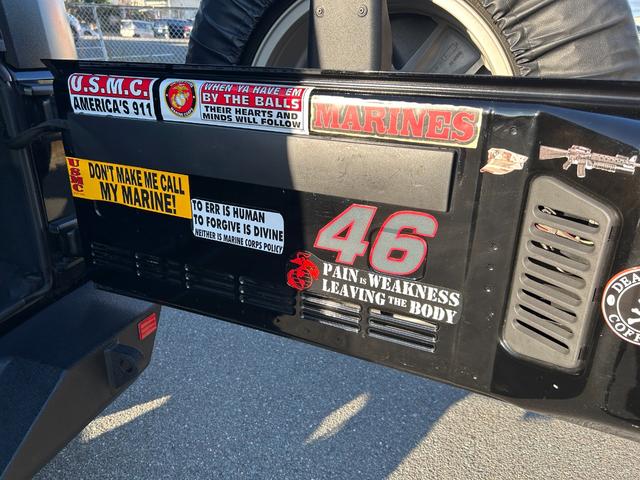 U.S.M.C.
AMERICA'S 911
WHEN YA HAVE 'EM
BY THE BALLS
THEIR HEARTS AND
MINDS WILL FOLLOW
MARINES
USMC
DON'T MAKE ME CALL
MY MARINE!
TO ERR IS HUMAN
TO FORGIVE IS DIVINE
NEITHER IS MARINE CORPS POLICY
46
PAIN IS WEAKNESS
LEAVING THE BODY